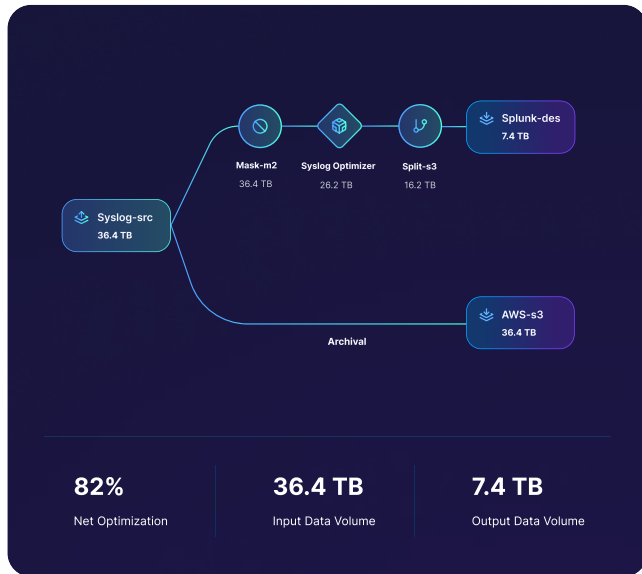 Splunk-des
7.4 TB
Mask-m2
Syslog Optimizer
Split-s3
36.4 TB
26.2 TB
16.2 TB
Syslog-src
36.4 TB
AWS-s3
36.4 TB
Archival
82%
36.4 TB
7.4 TB
Net Optimization
Input Data Volume
Output Data Volume